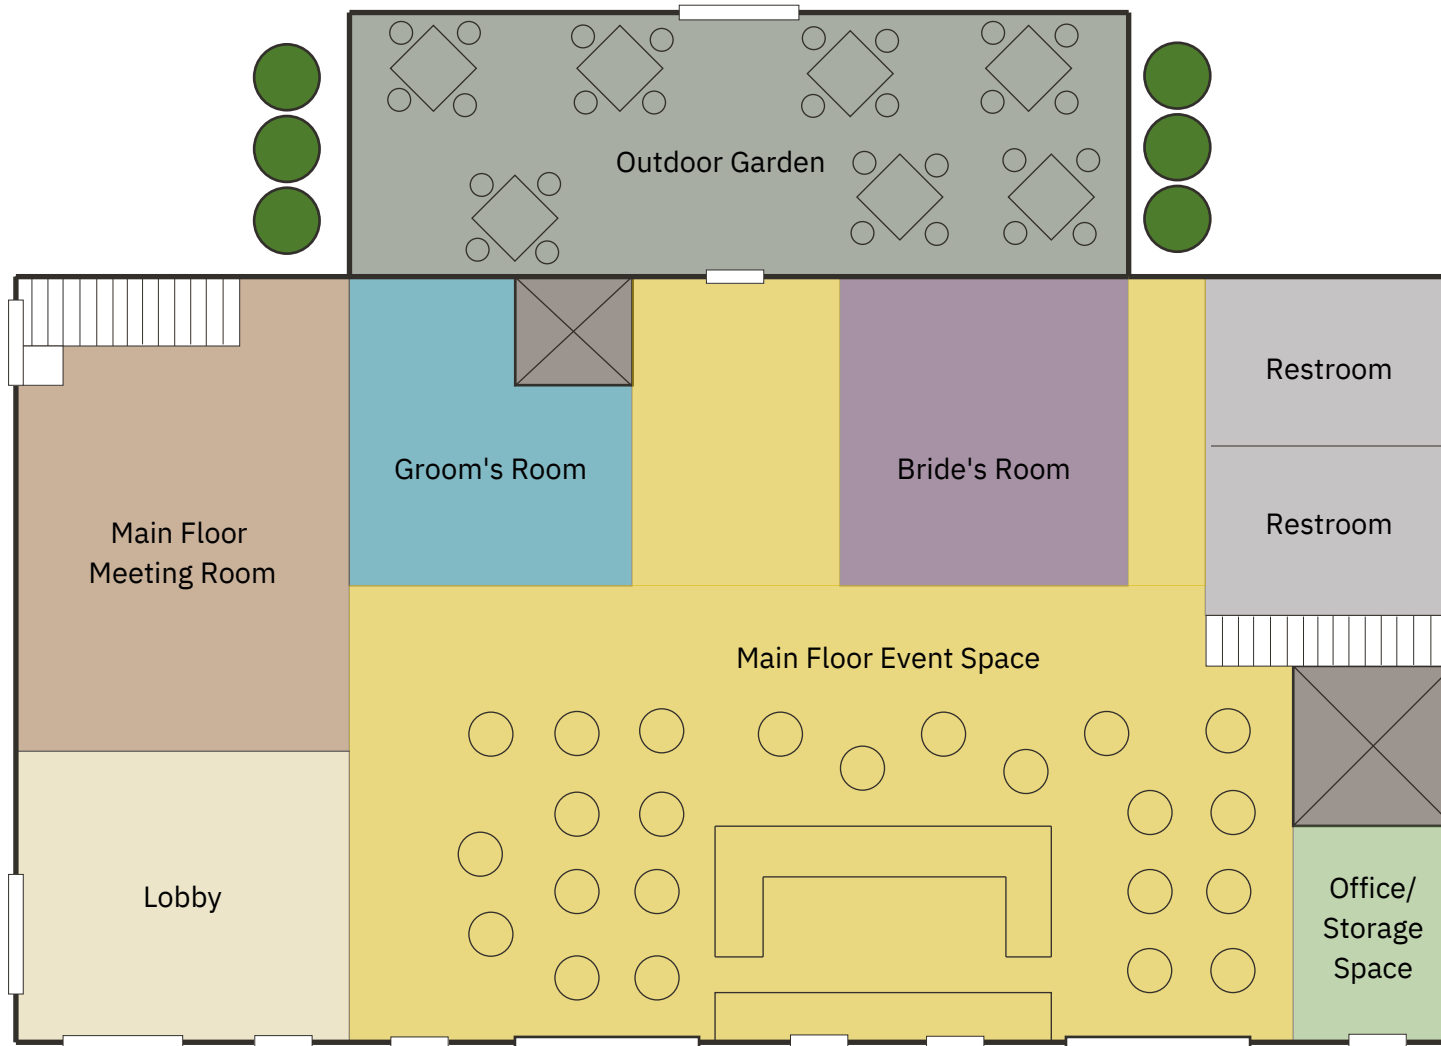 Outdoor Garden
Restroom
Groom's Room
Bride's Room
Main Floor
Meeting Room
Restroom
Main Floor Event Space
Lobby
Office/
Storage
Space